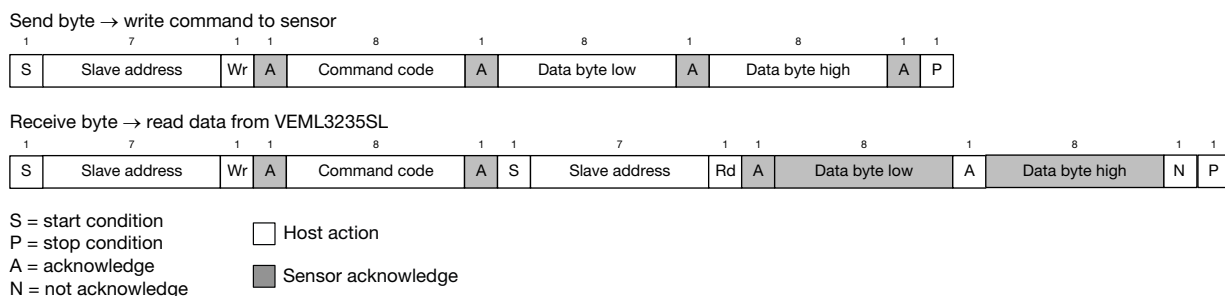 Send byte → write command to sensor
1 7 1 1 8 1 8 1 8 1 1
S Slave address Wr A Command code A Data byte low A Data byte high A P
Receive byte → read data from VEML3235SL
1 7 1 1 8 1 1 7 1 1 8 1 8 1 1
S Slave address Wr A Command code A S Slave address Rd A Data byte low A Data byte high N P
S = start condition
P = stop condition
A = acknowledge
N = not acknowledge
Host action
Sensor acknowledge